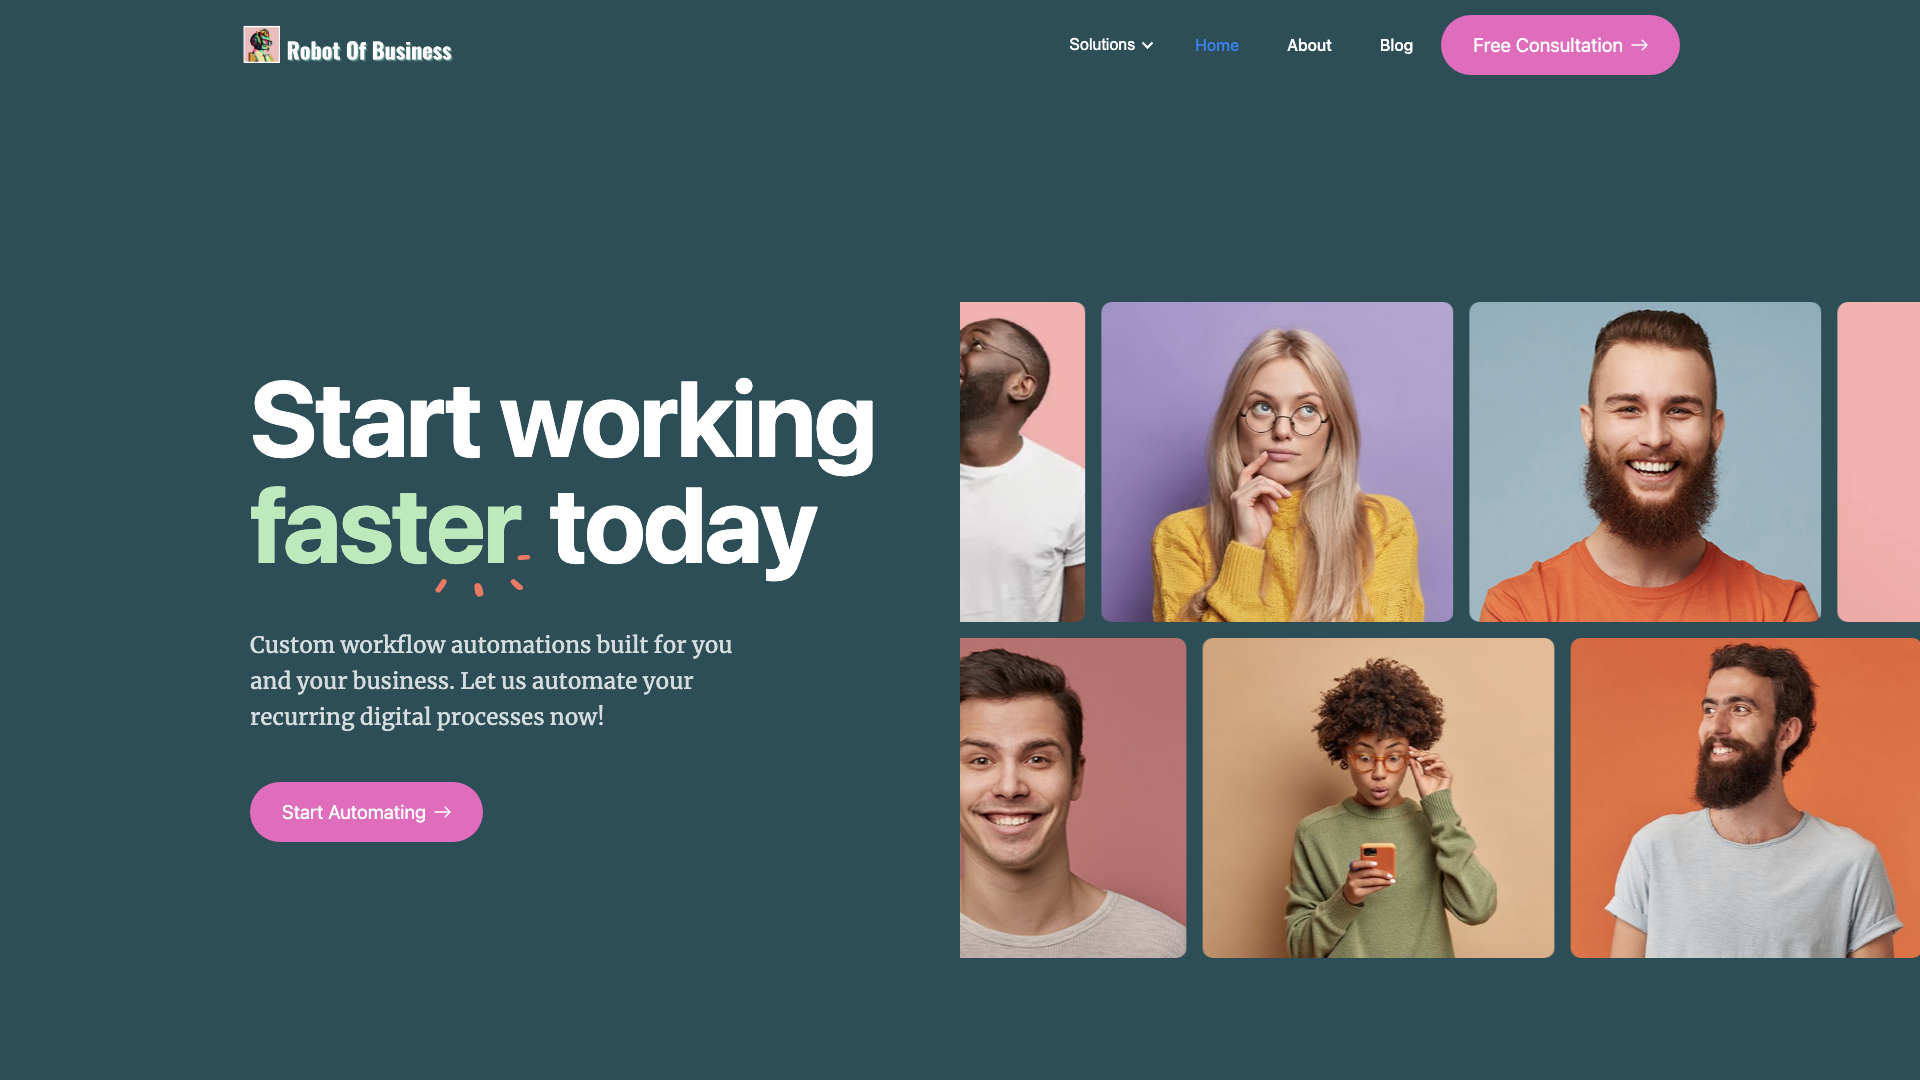 Robot Of Business
Solutions
Home
About
Blog
Free Consultation →
Start working
faster today
Custom workflow automations built for you
and your business. Let us automate your
recurring digital processes now!
Start Automating →